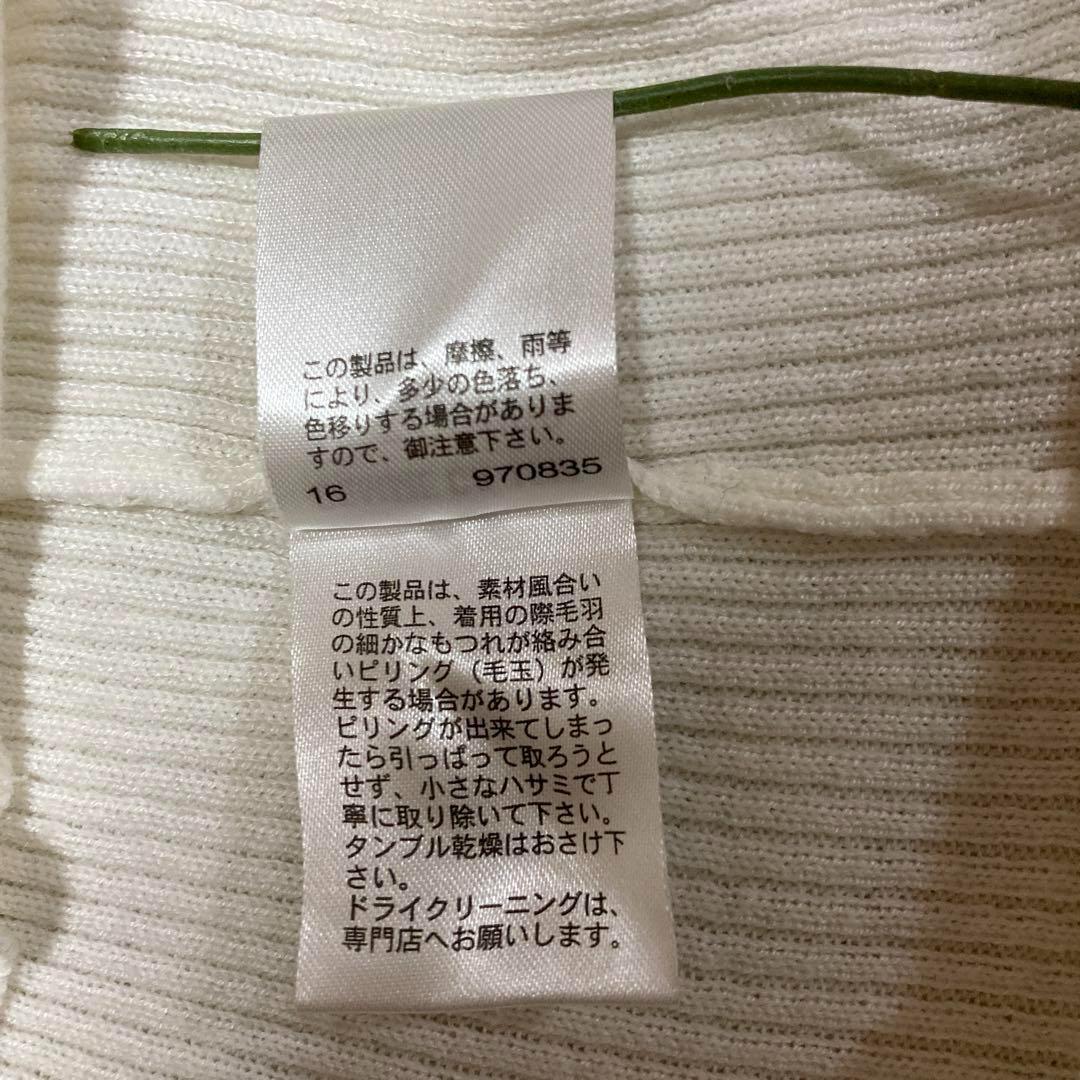 この製品は、摩擦、雨等
により、多少の色落ち、
色移りする場合がありま
すので、御注意下さい。
16 970835
この製品は、素材風合い
の性質上、着用の際毛羽
の細かなもつれが絡み合
いピリング（毛玉）が発
生する場合があります。
ピリングが出来てしまっ
たら引っぱって取ろうと
せず、小さなハサミで丁
寧に取り除いて下さい。
タンブル乾燥はおさけ下
さい。
ドライクリーニングは、
専門店へお願いします。